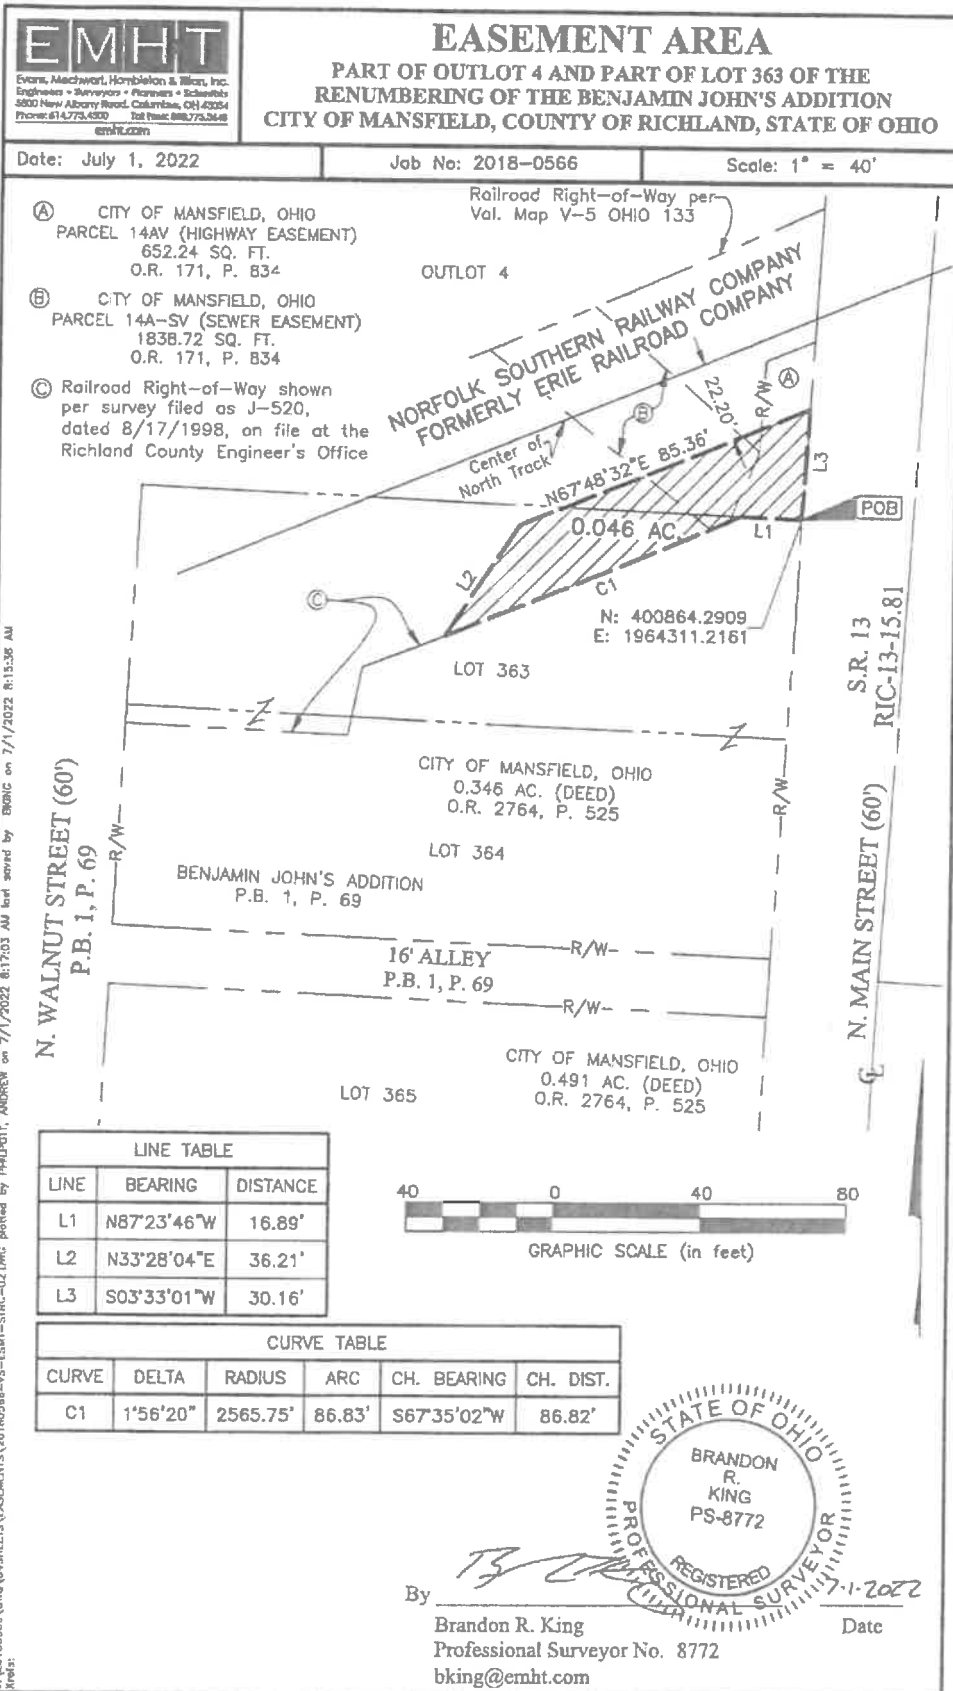 EMHT
Evans, Mechwart, Hambleton & Tilton, Inc.
Engineers • Surveyors • Planners • Scientists
5500 New Albany Road, Columbus, OH 43054
Phone: 614.775.4500 Toll Free: 888.775.3648
emht.com
EASEMENT AREA
PART OF OUTLOT 4 AND PART OF LOT 363 OF THE
RENUMBERING OF THE BENJAMIN JOHN'S ADDITION
CITY OF MANSFIELD, COUNTY OF RICHLAND, STATE OF OHIO
Date: July 1, 2022
Job No: 2018-0566
Scale: 1" = 40'
Railroad Right-of-Way per
Val. Map V-5 OHIO 133
Ⓐ CITY OF MANSFIELD, OHIO
PARCEL 14AV (HIGHWAY EASEMENT)
652.24 SQ. FT.
O.R. 171, P. 834
OUTLOT 4
Ⓑ CITY OF MANSFIELD, OHIO
PARCEL 14A-SV (SEWER EASEMENT)
1838.72 SQ. FT.
O.R. 171, P. 834
Ⓒ Railroad Right-of-Way shown
per survey filed as J-520,
dated 8/17/1998, on file at the
Richland County Engineer's Office
NORFOLK SOUTHERN RAILWAY COMPANY
FORMERLY ERIE RAILROAD COMPANY
Ⓐ
R/W
22.20'
Ⓑ
Center of
North Track
N67°48'32"E 85.36'
L3
POB
0.046 AC.
L1
L2
C1
Ⓒ
N: 400864.2909
E: 1964311.2161
S.R. 13
RIC-13-15.81
LOT 363
CITY OF MANSFIELD, OHIO
0.346 AC. (DEED)
O.R. 2764, P. 525
R/W
R/W
LOT 364
BENJAMIN JOHN'S ADDITION
P.B. 1, P. 69
N. WALNUT STREET (60')
P.B. 1, P. 69
N. MAIN STREET (60')
R/W
16' ALLEY
P.B. 1, P. 69
R/W
CITY OF MANSFIELD, OHIO
0.491 AC. (DEED)
O.R. 2764, P. 525
LOT 365
CL
LINE TABLE
LINE BEARING DISTANCE
L1 N87°23'46"W 16.89'
L2 N33°28'04"E 36.21'
L3 S03°33'01"W 30.16'
40 0 40 80
GRAPHIC SCALE (in feet)
CURVE TABLE
CURVE DELTA RADIUS ARC CH. BEARING CH. DIST.
C1 1°56'20" 2565.75' 86.83' S67°35'02"W 86.82'
STATE OF OHIO
BRANDON
R.
KING
PS-8772
REGISTERED
PROFESSIONAL SURVEYOR
By
7-1-2022
Brandon R. King
Date
Professional Surveyor No. 8772
bking@emht.com